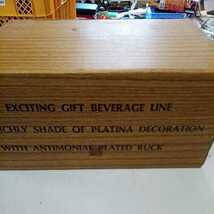 EXCITING GIFT BEVERAGE LINE
RICHLY SHADE OF PLATINA DECORATION
WITH ANTIMONIAL PLATED RUCK